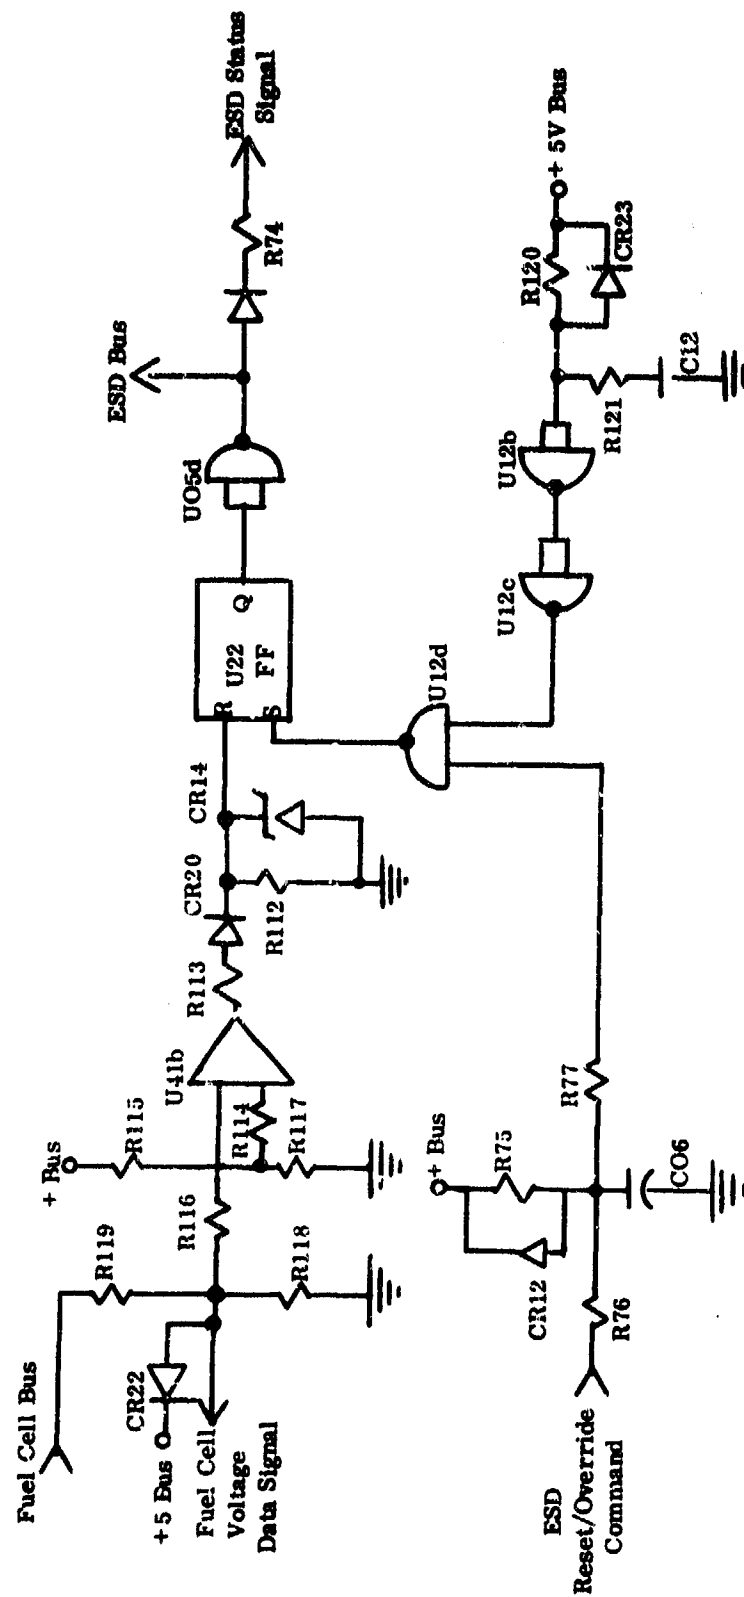 Fuel Cell Bus
R119
+ Bus
R115
U41b
R113
CR20
CR14
R
U22
FF
Q
S
UO5d
ESD Bus
ESD Status
Signal
R74
CR22
+5 Bus
Fuel Cell
Voltage
Data Signal
R116
R118
R114
R117
R112
U12d
+ Bus
R75
CR12
R76
R77
CO6
ESD
Reset/Override
Command
U12c
U12b
R121
C12
R120
CR23
+ 5V Bus